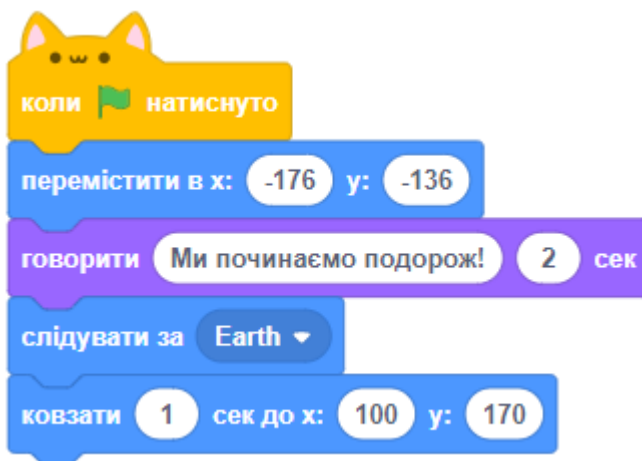 коли натиснуто
перемістити в x: -176 y: -136
говорити Ми починаємо подорож! 2 сек
слідувати за Earth
ковзати 1 сек до x: 100 y: 170